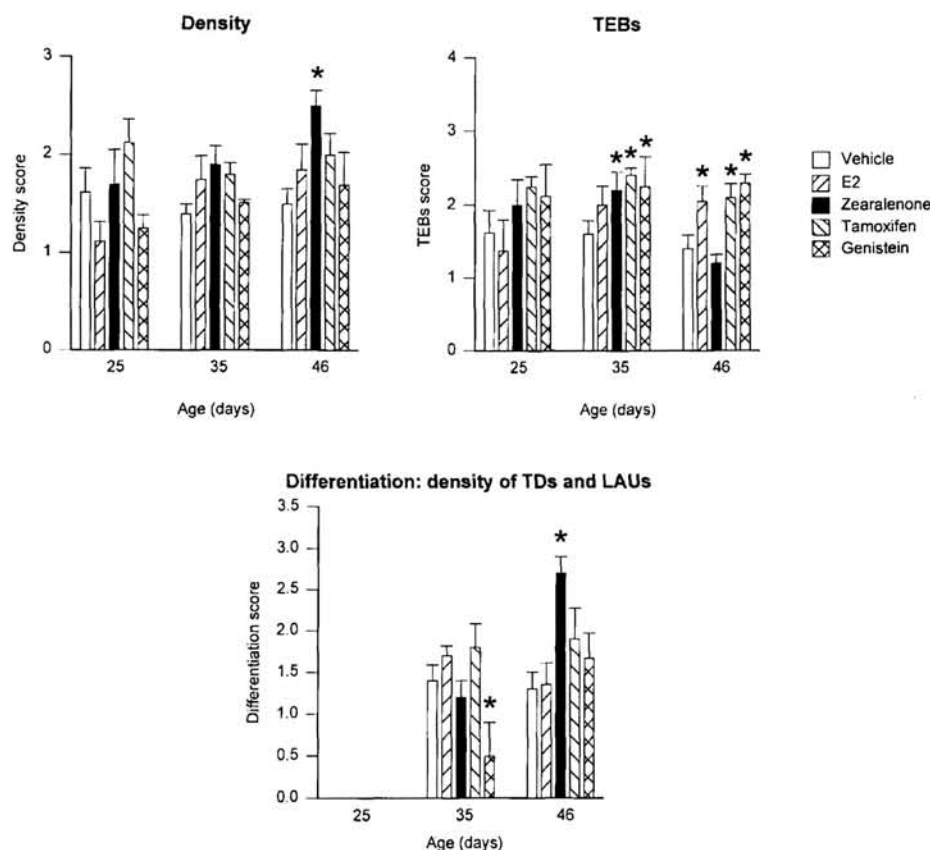 Density
3
2
1
0
Density score
*
25 35 46
Age (days)
TEBs
4
3
2
1
0
TEBs score
* * * * * *
25 35 46
Age (days)
Vehicle
E2
Zearalenone
Tamoxifen
Genistein
Differentiation: density of TDs and LAUs
3.5
3.0
2.5
2.0
1.5
1.0
0.5
0.0
Differentiation score
* *
25 35 46
Age (days)